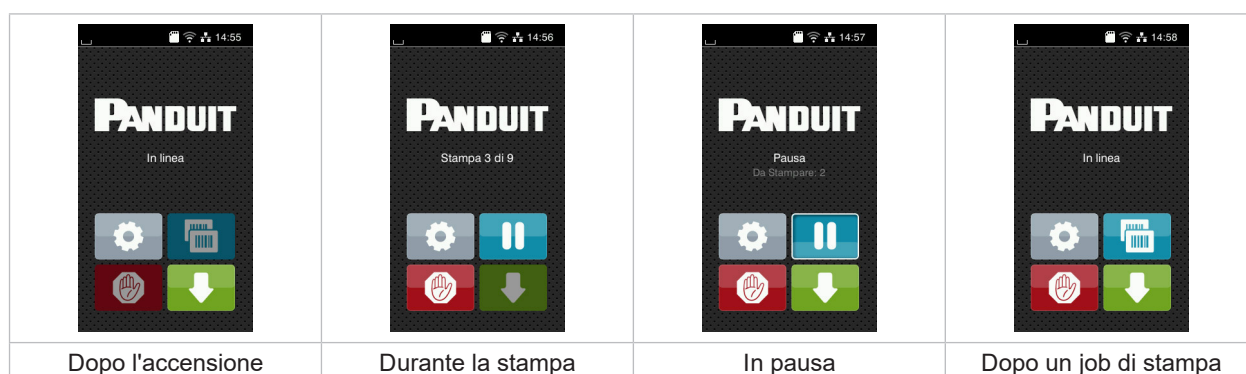 14:55
PANDUIT
In linea
14:56
PANDUIT
Stampa 3 di 9
14:57
PANDUIT
Pausa
Da Stampare: 2
14:58
PANDUIT
In linea
Dopo l'accensione
Durante la stampa
In pausa
Dopo un job di stampa